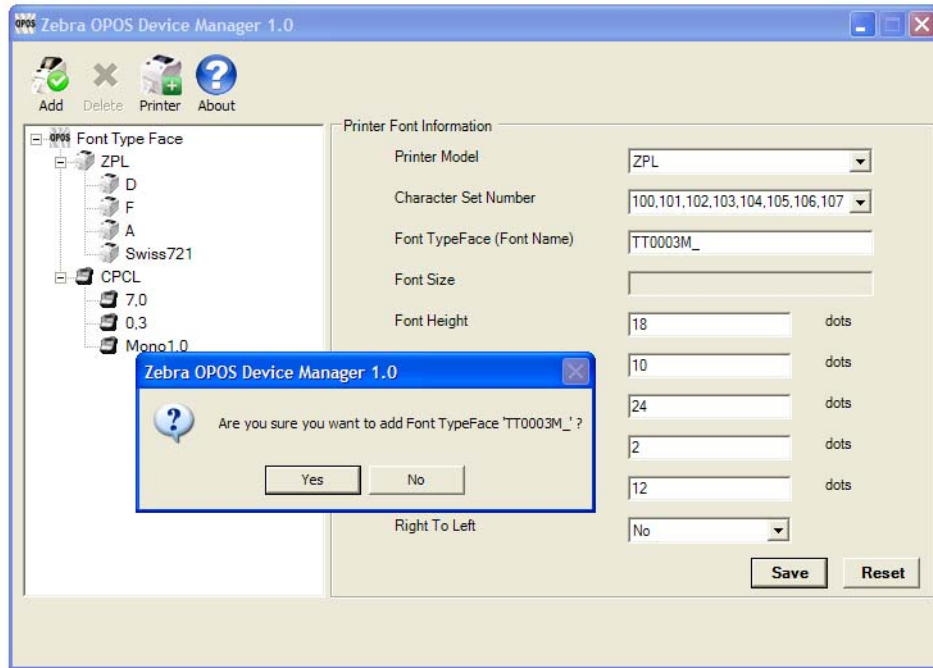 OPOS Zebra OPOS Device Manager 1.0
Add Delete Printer About
OPOS Font Type Face
ZPL
D
F
A
Swiss721
CPCL
7,0
0,3
Mono1,0
Printer Font Information
Printer Model ZPL
Character Set Number 100,101,102,103,104,105,106,107
Font TypeFace (Font Name) TT0003M_
Font Size
Font Height 18 dots
10 dots
24 dots
2 dots
12 dots
Right To Left No
Save Reset
Zebra OPOS Device Manager 1.0
Are you sure you want to add Font TypeFace 'TT0003M_' ?
Yes No